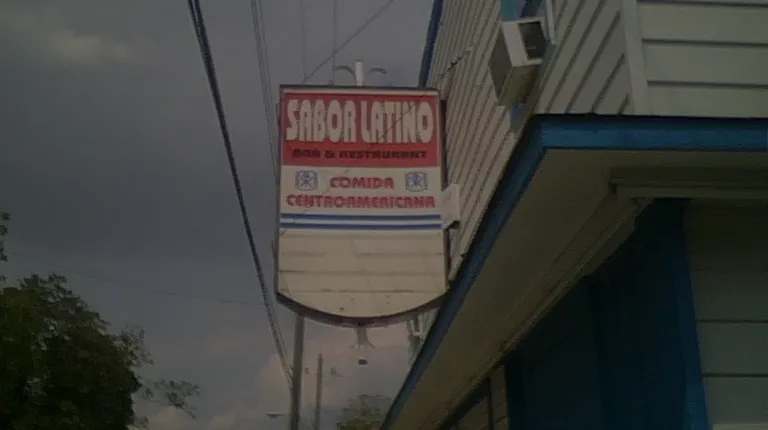 SABOR LATINO
BAR & RESTAURANT
COMIDA
CENTROAMERICANA